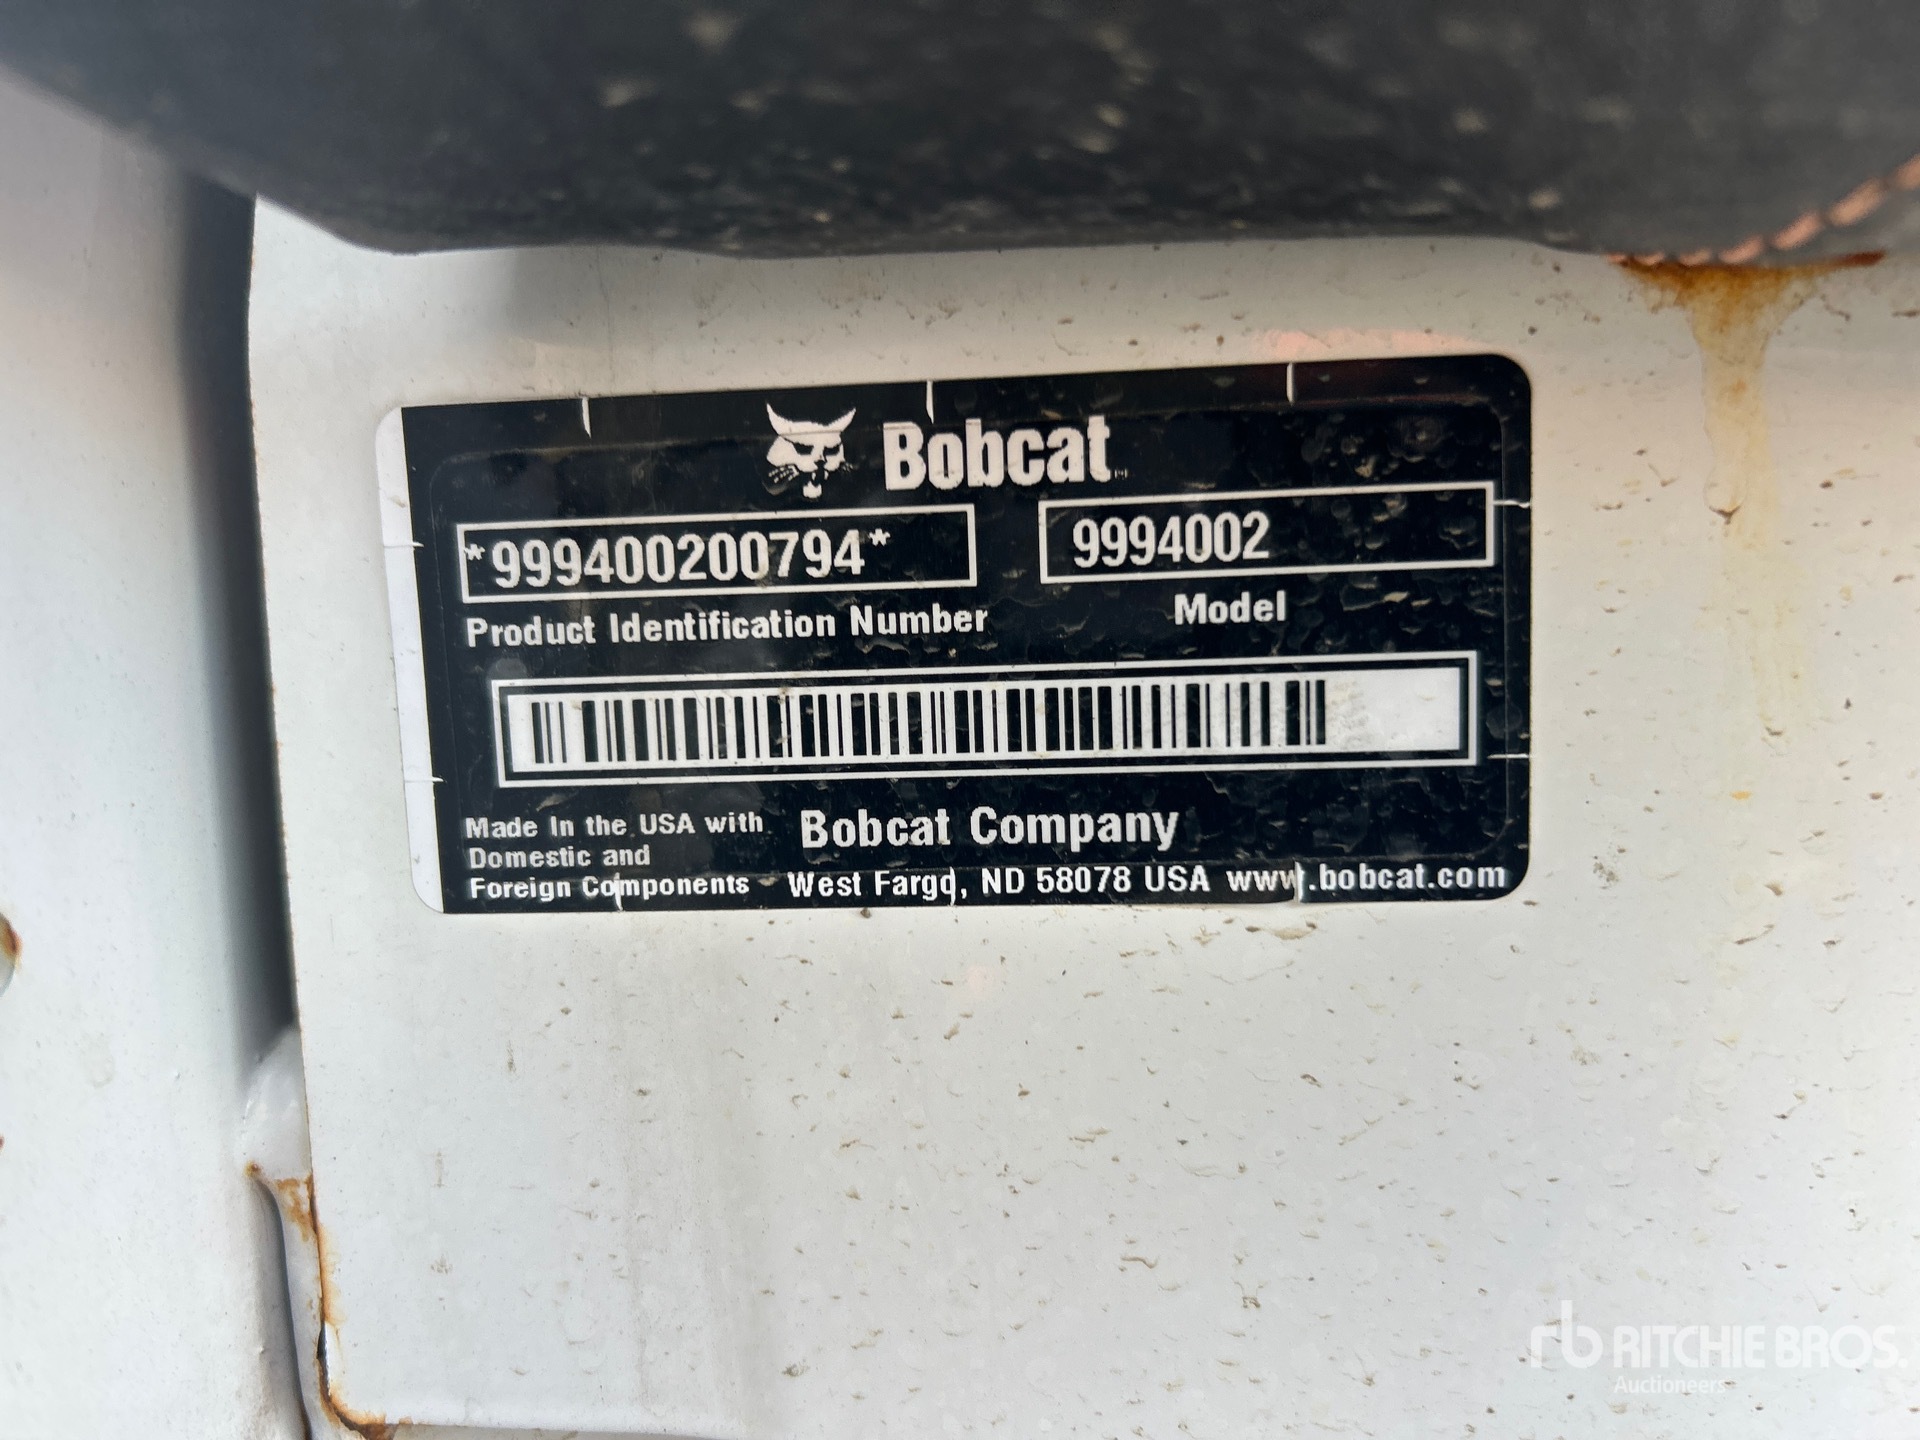 Bobcat
*999400200794*
9994002
Product Identification Number
Model
Made In the USA with
Domestic and
Foreign Components
Bobcat Company
West Fargo, ND 58078 USA www.bobcat.com
rb RITCHIE BROS.
Auctioneers